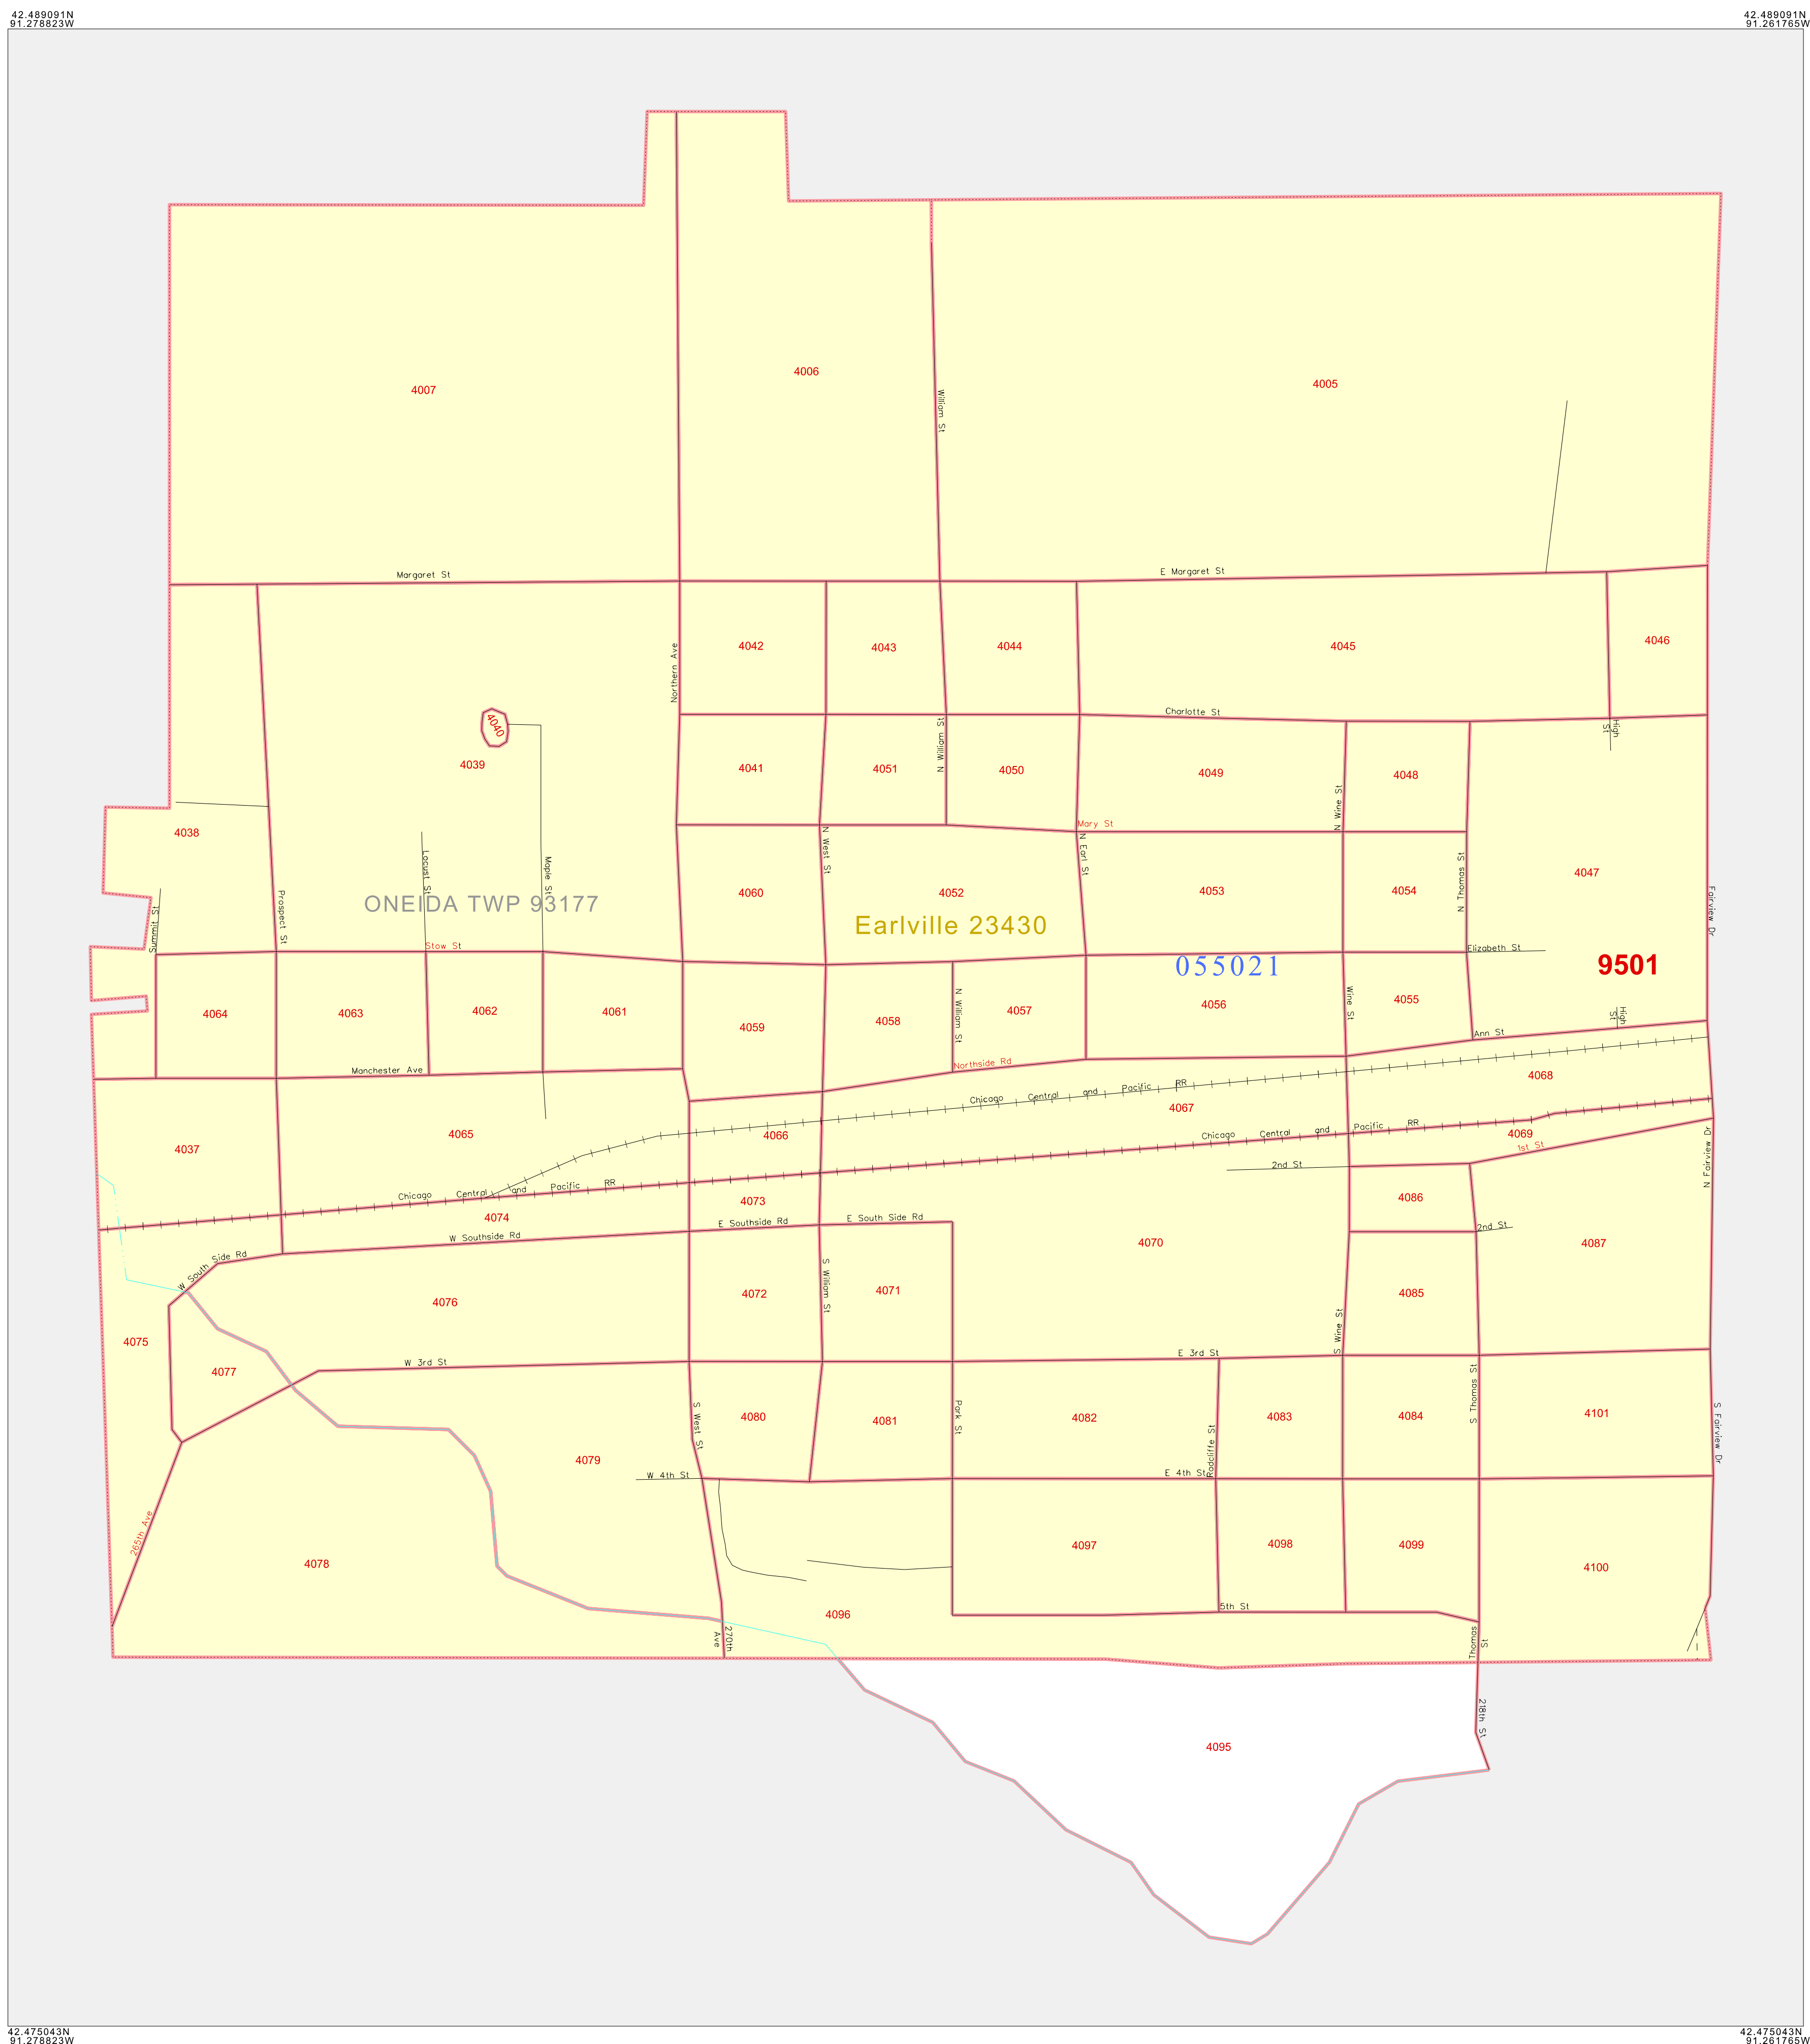 42.489091N
91.278823W
42.489091N
91.261765W
4007
4006
4005
William St
Margaret St
E Margaret St
4042
4043
4044
4045
4046
Northern Ave
4040
4039
Charlotte St
High St
N William St
4041
4051
4050
4049
4048
N Wine St
Mary St
4038
N West St
N Earl St
Locust St
Maple St
N Thomas St
4047
4060
4052
4053
4054
Prospect St
Summit St
ONEIDA TWP 93177
Earlville 23430
Fairview Dr
Stow St
Elizabeth St
055021
9501
4064
4063
4062
4061
4059
4058
N William St
4057
4056
Wine St
4055
High St
Ann St
Northside Rd
Manchester Ave
4068
Chicago Central and Pacific RR
4067
4037
4065
4066
Chicago Central and Pacific RR
4069
1st St
N Fairview Dr
2nd St
4086
Chicago Central and Pacific RR
4073
4074
E Southside Rd
E South Side Rd
W Southside Rd
2nd St
4070
4087
W South Side Rd
S William St
4076
4072
4071
4085
4075
S Wine St
W 3rd St
E 3rd St
4077
S Thomas St
S West St
4080
4081
Park St
4082
4083
4084
4101
S Fairview Dr
Radcliffe St
4079
W 4th St
E 4th St
265th Ave
4078
4097
4098
4099
4100
4096
5th St
270th Ave
Thomas St
218th St
4095
42.475043N
91.278823W
42.475043N
91.261765W